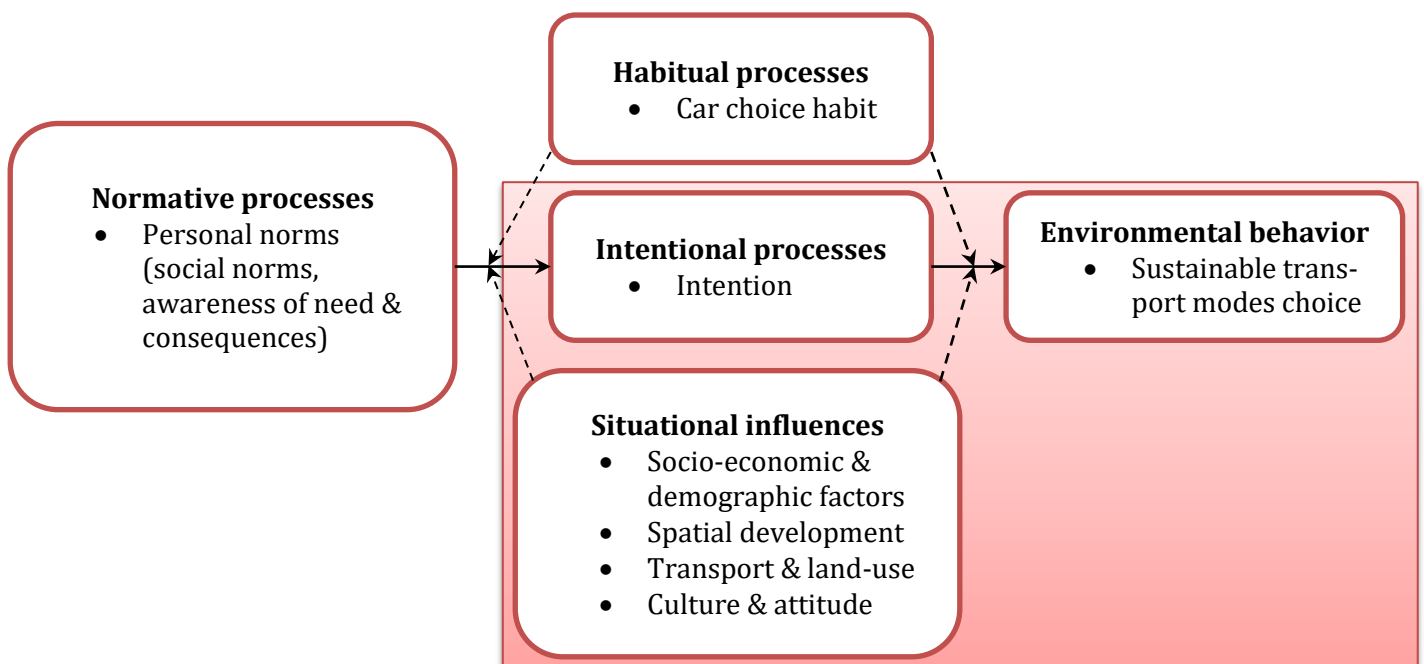 Habitual processes
• Car choice habit
Normative processes
• Personal norms
(social norms,
awareness of need &
consequences)
Intentional processes
• Intention
Environmental behavior
• Sustainable trans-
port modes choice
Situational influences
• Socio-economic &
demographic factors
• Spatial development
• Transport & land-use
• Culture & attitude